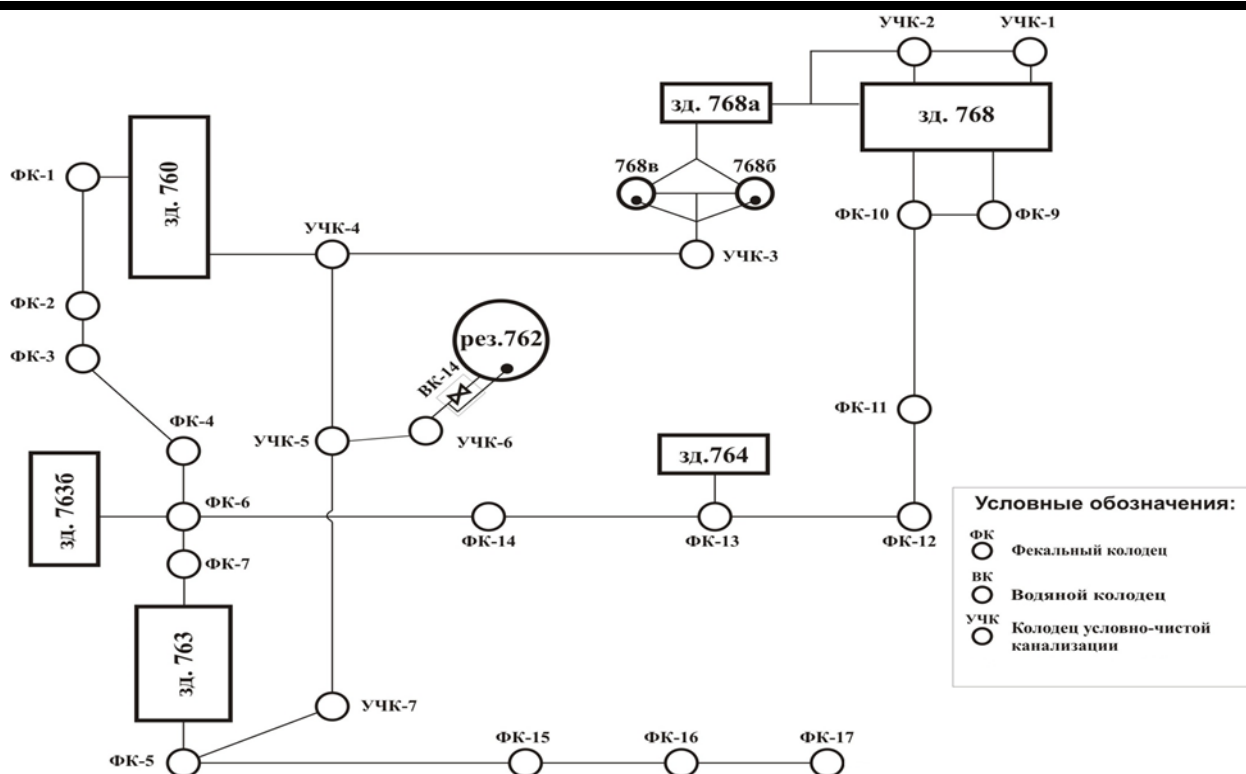 УЧК-2
УЧК-1
зд. 768а
зд. 768
ФК-1
зд. 760
768в
768б
ФК-10
ФК-9
УЧК-4
УЧК-3
ФК-2
ФК-3
рез.762
ВК-14
ФК-4
УЧК-5
УЧК-6
ФК-11
зд.764
зд. 763б
ФК-6
ФК-14
ФК-13
ФК-12
ФК-7
зд. 763
УЧК-7
ФК-5
ФК-15
ФК-16
ФК-17
Условные обозначения:
ФК
Фекальный колодец
ВК
Водяной колодец
УЧК
Колодец условно-чистой
канализации